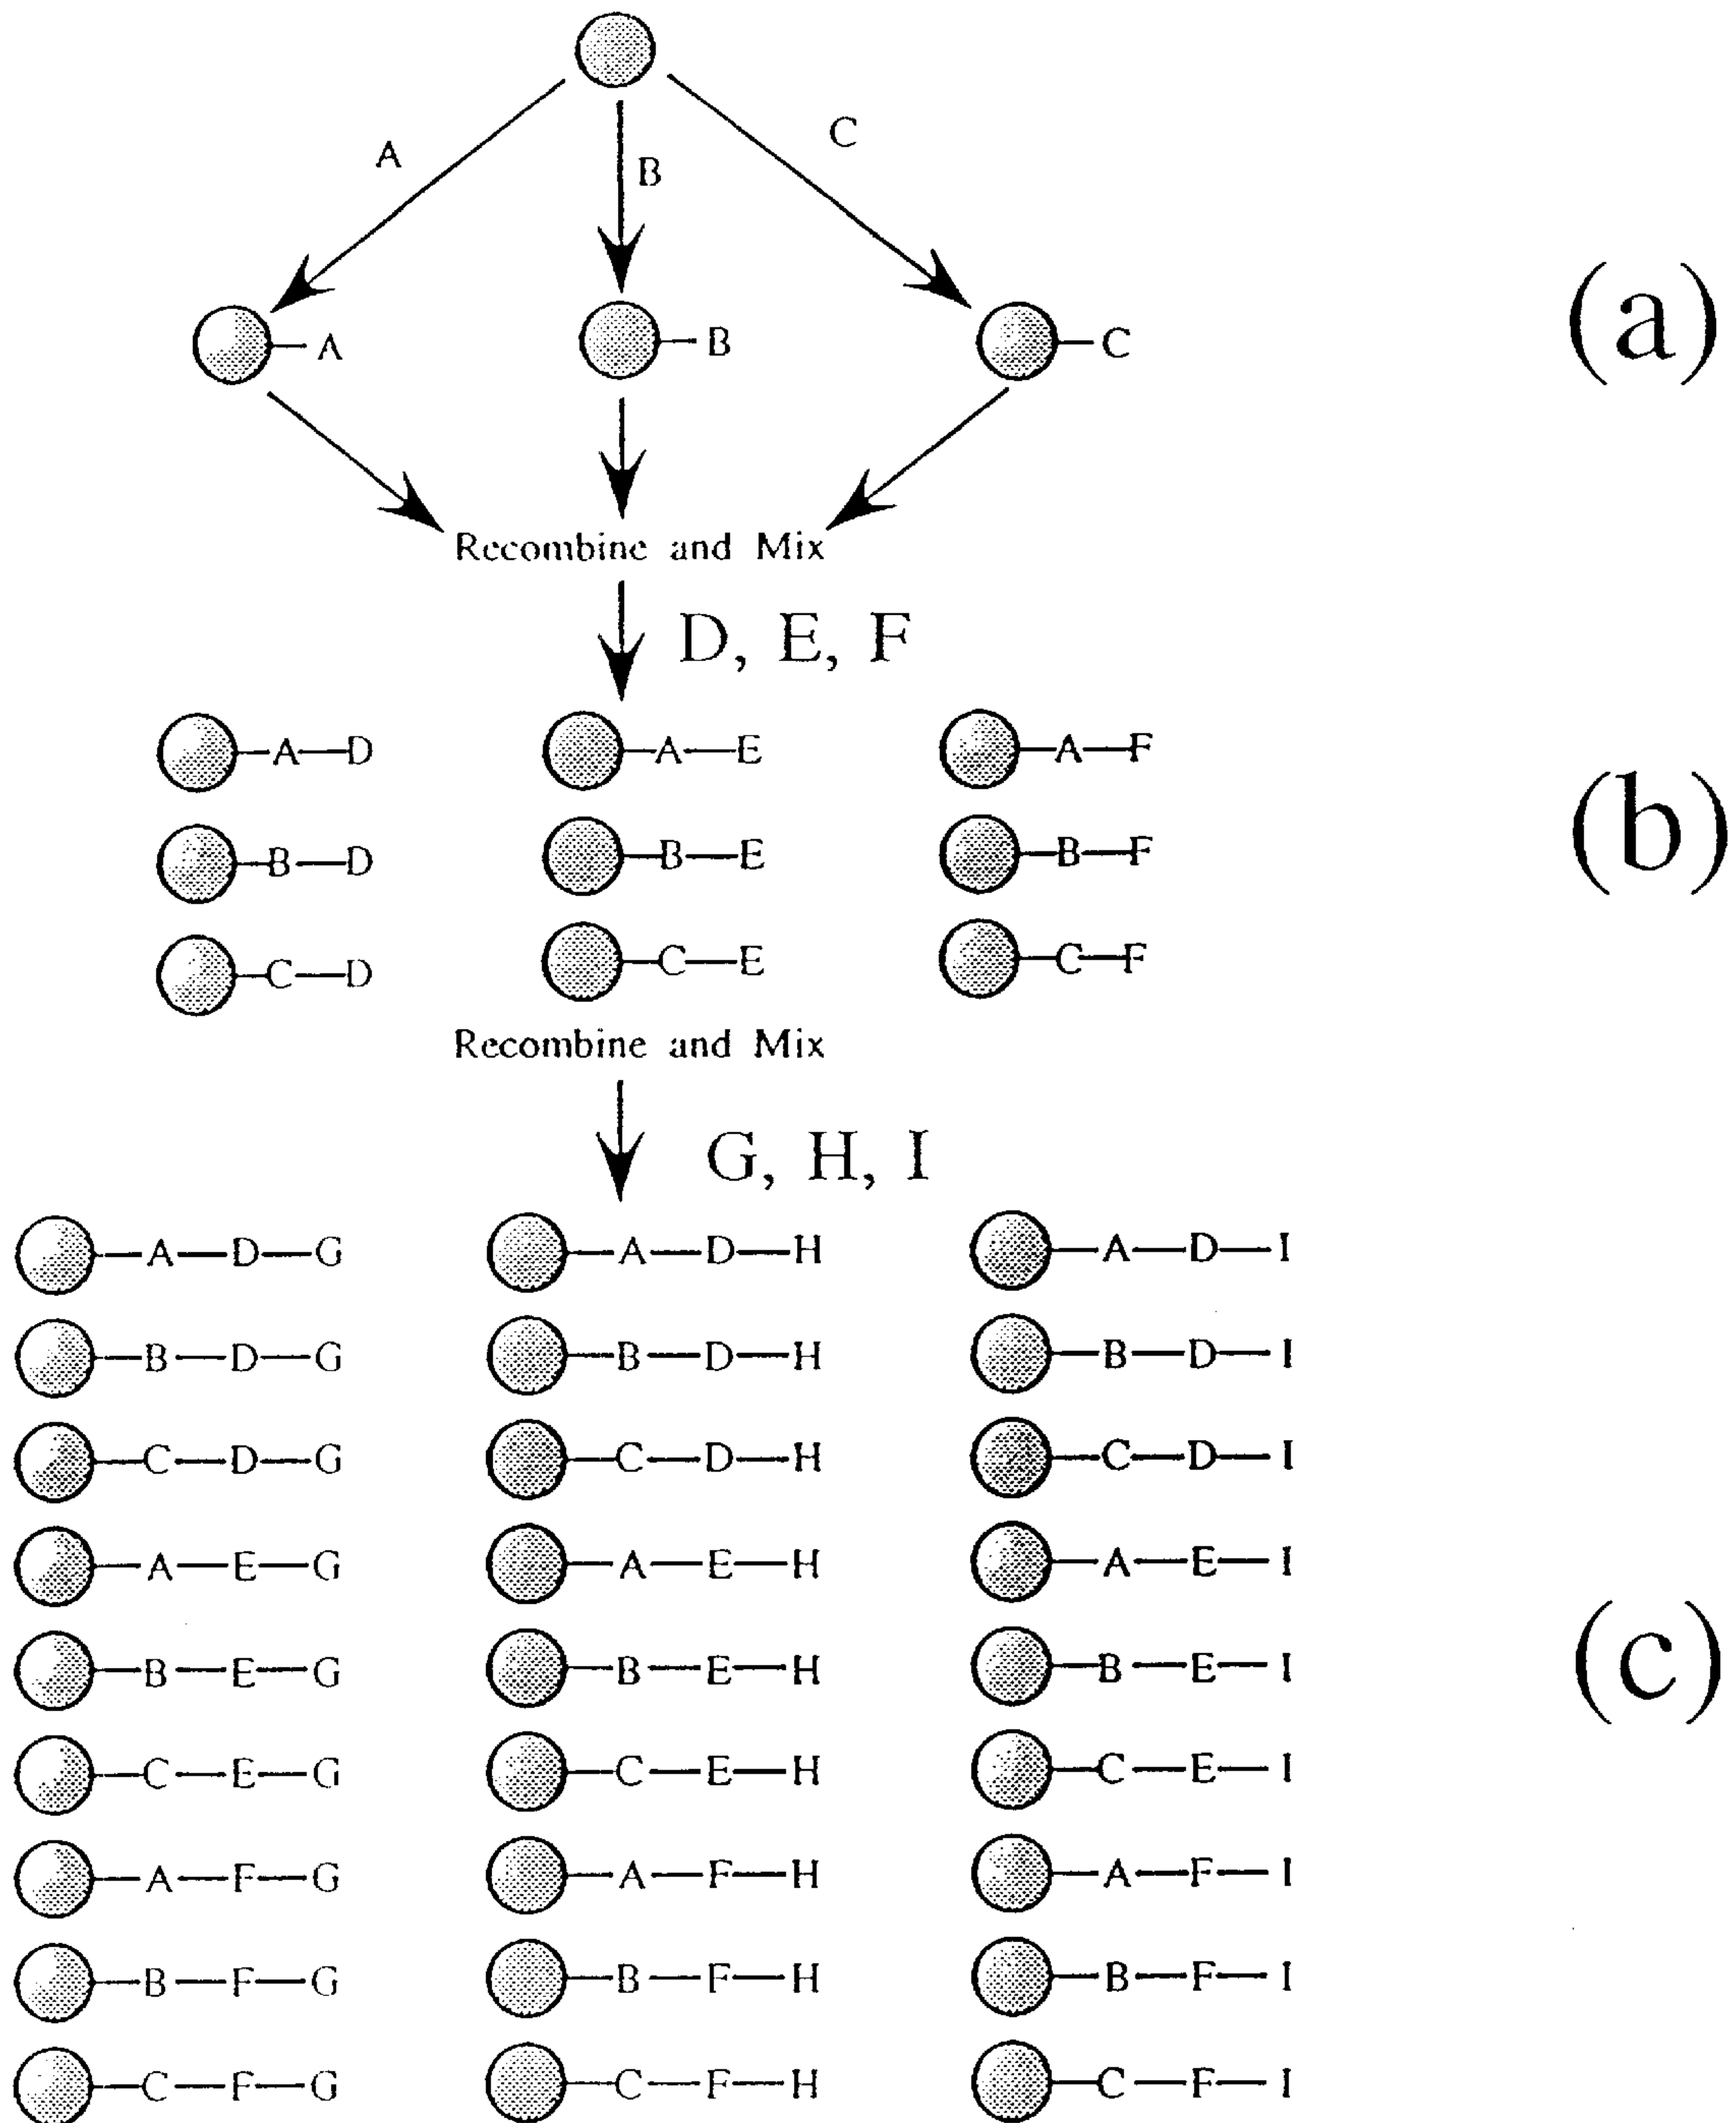 A
B
C
A
B
C
(a)
Recombine and Mix
D, E, F
A—D
A—E
A—F
B—D
B—E
B—F
(b)
C—D
C—E
C—F
Recombine and Mix
G, H, I
A—D—G
A—D—H
A—D—I
B—D—G
B—D—H
B—D—I
C—D—G
C—D—H
C—D—I
A—E—G
A—E—H
A—E—I
B—E—G
B—E—H
B—E—I
(c)
C—E—G
C—E—H
C—E—I
A—F—G
A—F—H
A—F—I
B—F—G
B—F—H
B—F—I
C—F—G
C—F—H
C—F—I